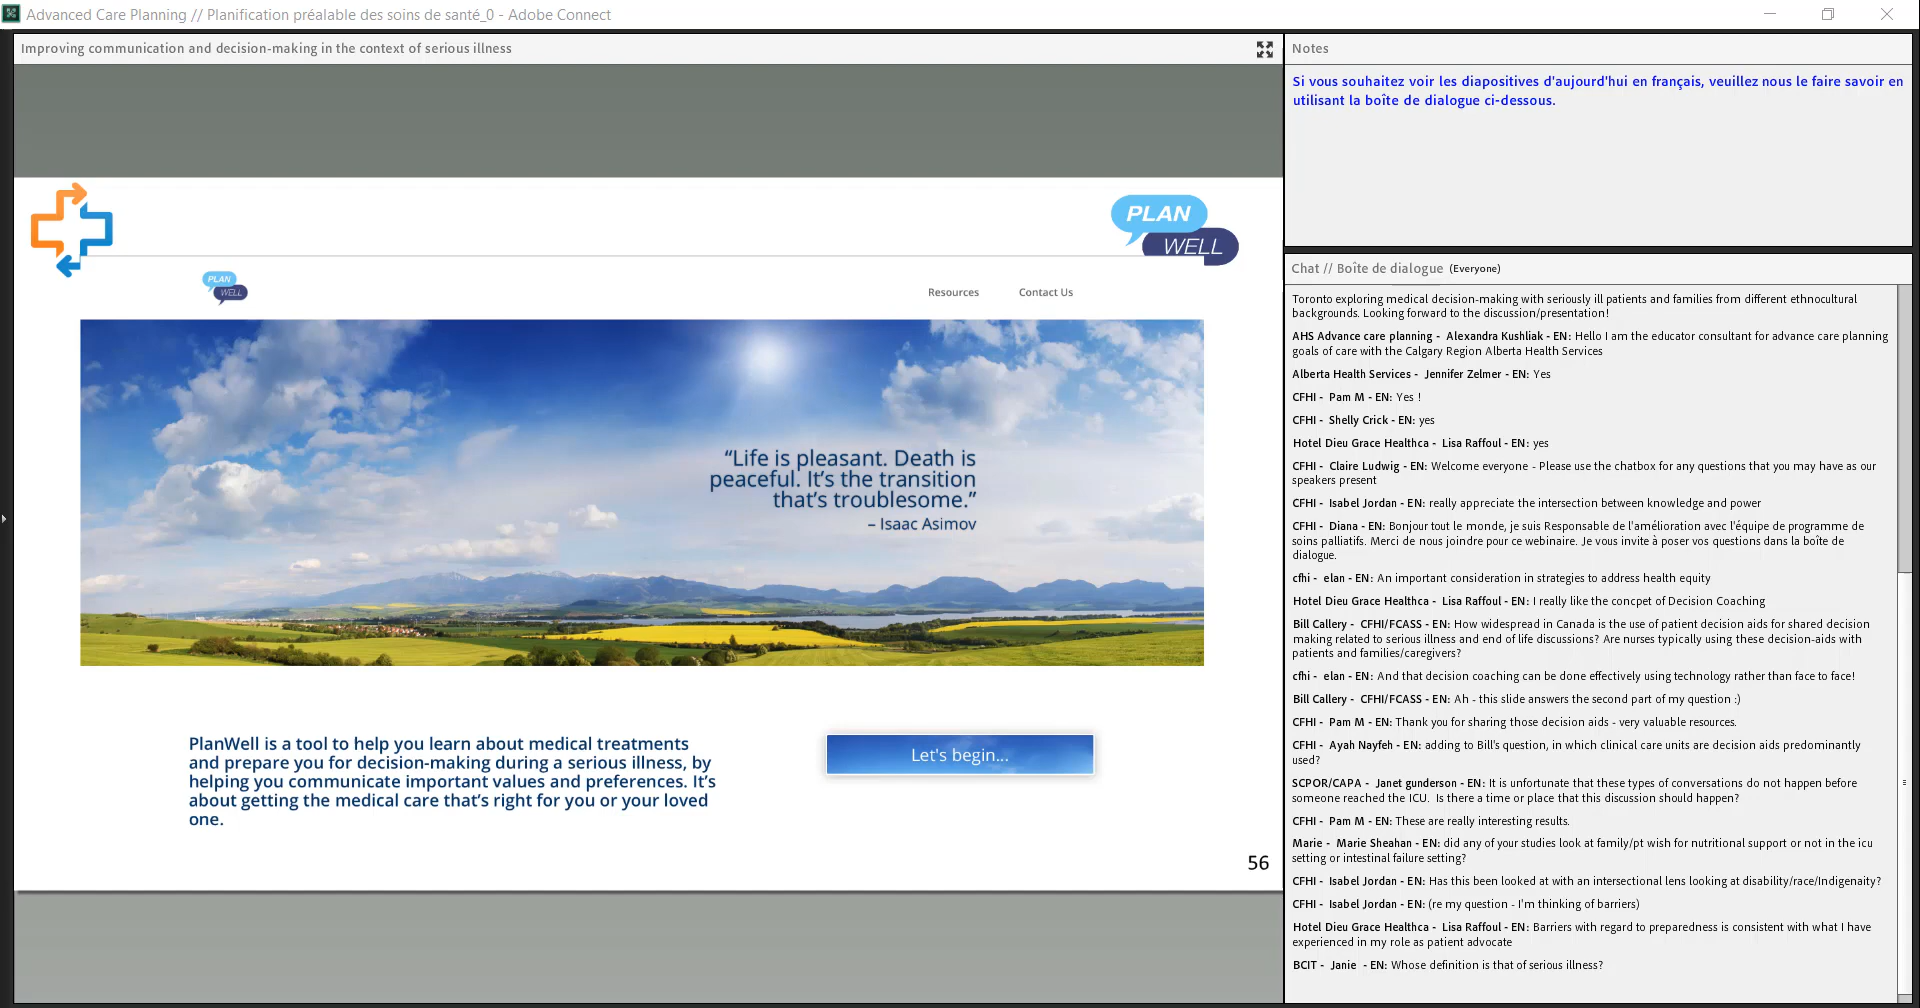 Advanced Care Planning // Planification préalable des soins de santé_0 - Adobe Connect
Improving communication and decision-making in the context of serious illness
PLAN
WELL
PLAN
WELL
Resources
Contact Us
“Life is pleasant. Death is
peaceful. It’s the transition
that’s troublesome.”
– Isaac Asimov
PlanWell is a tool to help you learn about medical treatments
and prepare you for decision-making during a serious illness, by
helping you communicate important values and preferences. It’s
about getting the medical care that’s right for you or your loved
one.
Let's begin...
56
Notes
Si vous souhaitez voir les diapositives d'aujourd'hui en français, veuillez nous le faire savoir en
utilisant la boîte de dialogue ci-dessous.
Chat // Boîte de dialogue (Everyone)
Toronto exploring medical decision-making with seriously ill patients and families from different ethnocultural
backgrounds. Looking forward to the discussion/presentation!
AHS Advance care planning - Alexandra Kushliak - EN: Hello I am the educator consultant for advance care planning
goals of care with the Calgary Region Alberta Health Services
Alberta Health Services - Jennifer Zelmer - EN: Yes
CFHI - Pam M - EN: Yes !
CFHI - Shelly Crick - EN: yes
Hotel Dieu Grace Healthca - Lisa Raffoul - EN: yes
CFHI - Claire Ludwig - EN: Welcome everyone - Please use the chatbox for any questions that you may have as our
speakers present
CFHI - Isabel Jordan - EN: really appreciate the intersection between knowledge and power
CFHI - Diana - EN: Bonjour tout le monde, je suis Responsable de l'amélioration avec l'équipe de programme de
soins palliatifs. Merci de nous joindre pour ce webinaire. Je vous invite à poser vos questions dans la boîte de
dialogue.
cfhi - elan - EN: An important consideration in strategies to address health equity
Hotel Dieu Grace Healthca - Lisa Raffoul - EN: I really like the concpet of Decision Coaching
Bill Callery - CFHI/FCASS - EN: How widespread in Canada is the use of patient decision aids for shared decision
making related to serious illness and end of life discussions? Are nurses typically using these decision-aids with
patients and families/caregivers?
cfhi - elan - EN: And that decision coaching can be done effectively using technology rather than face to face!
Bill Callery - CFHI/FCASS - EN: Ah - this slide answers the second part of my question :)
CFHI - Pam M - EN: Thank you for sharing those decision aids - very valuable resources.
CFHI - Ayah Nayfeh - EN: adding to Bill's question, in which clinical care units are decision aids predominantly
used?
SCPOR/CAPA - Janet gunderson - EN: It is unfortunate that these types of conversations do not happen before
someone reached the ICU. Is there a time or place that this discussion should happen?
CFHI - Pam M - EN: These are really interesting results.
Marie - Marie Sheahan - EN: did any of your studies look at family/pt wish for nutritional support or not in the icu
setting or intestinal failure setting?
CFHI - Isabel Jordan - EN: Has this been looked at with an intersectional lens looking at disability/race/Indigenaity?
CFHI - Isabel Jordan - EN: (re my question - I'm thinking of barriers)
Hotel Dieu Grace Healthca - Lisa Raffoul - EN: Barriers with regard to preparedness is consistent with what I have
experienced in my role as patient advocate
BCIT - Janie - EN: Whose definition is that of serious illness?